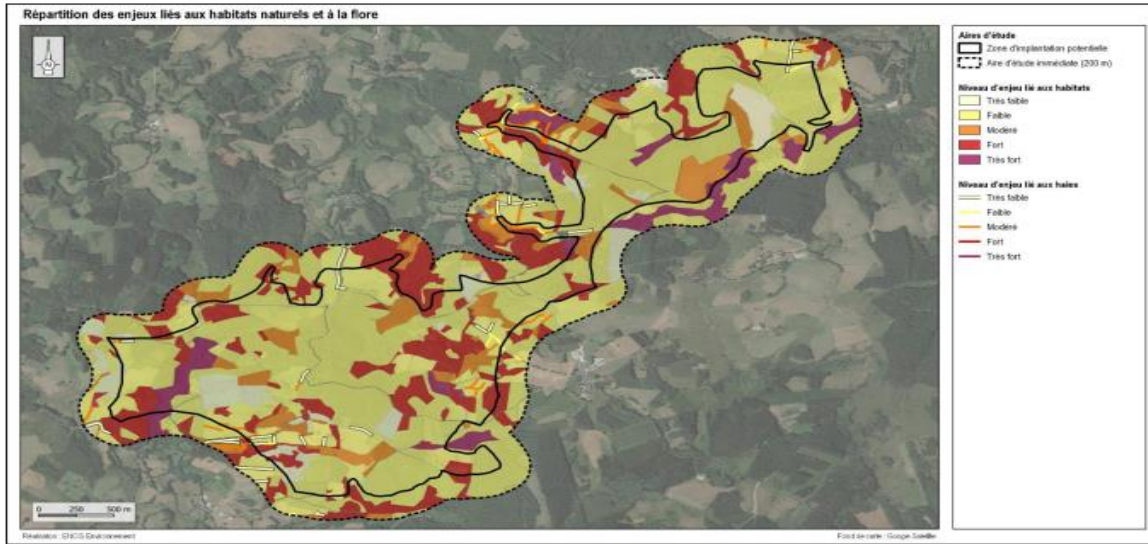 Répartition des enjeux liés aux habitats naturels et à la flore
N
Aires d'étude
Zone d'implantation potentielle
Aire d'étude immédiate (200 m)
Niveau d'enjeu lié aux habitats
Très faible
Faible
Modéré
Fort
Très fort
Niveau d'enjeu lié aux haies
Très faible
Faible
Modéré
Fort
Très fort
0 250 500 m
Réalisation : ENCIS Environnement
Fond de carte : Google Satellite